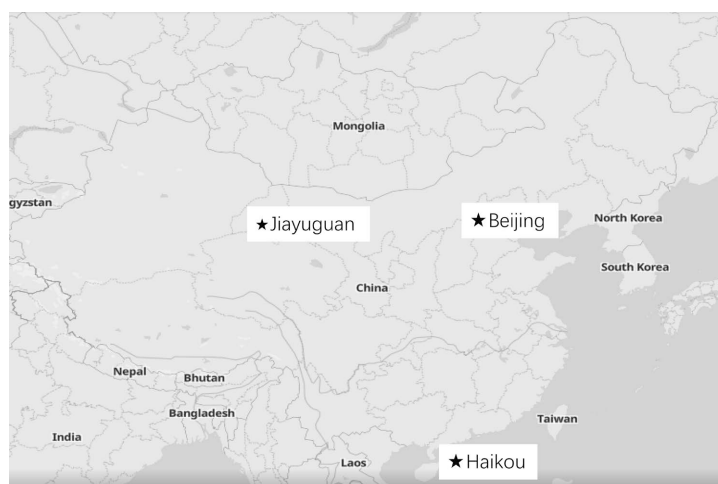 Mongolia
gyzstan
★Jiayuguan
★Beijing
North Korea
South Korea
China
Nepal
Bhutan
Bangladesh
Taiwan
India
Laos
★Haikou